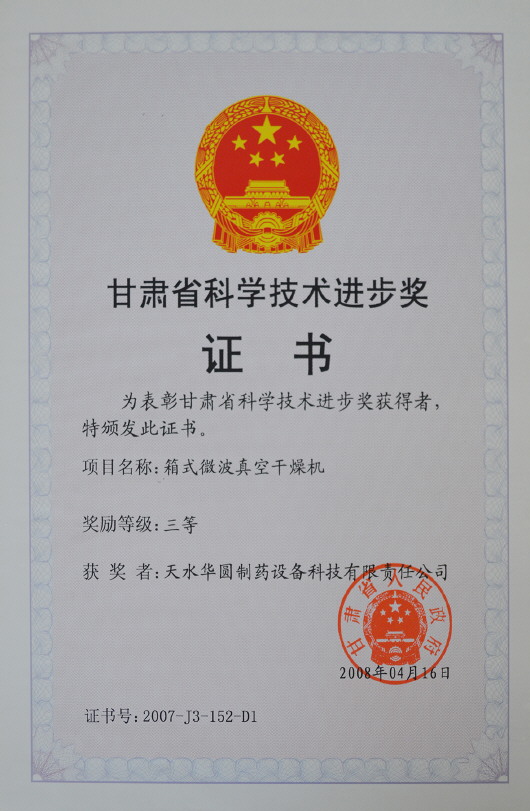 甘肃省科学技术进步奖
证 书
为表彰甘肃省科学技术进步奖获得者，
特颁发此证书。
项目名称：箱式微波真空干燥机
奖励等级：三等
获 奖 者：天水华圆制药设备科技有限责任公司
甘肃省人民政府
2008年04月16日
证书号：2007-J3-152-D1